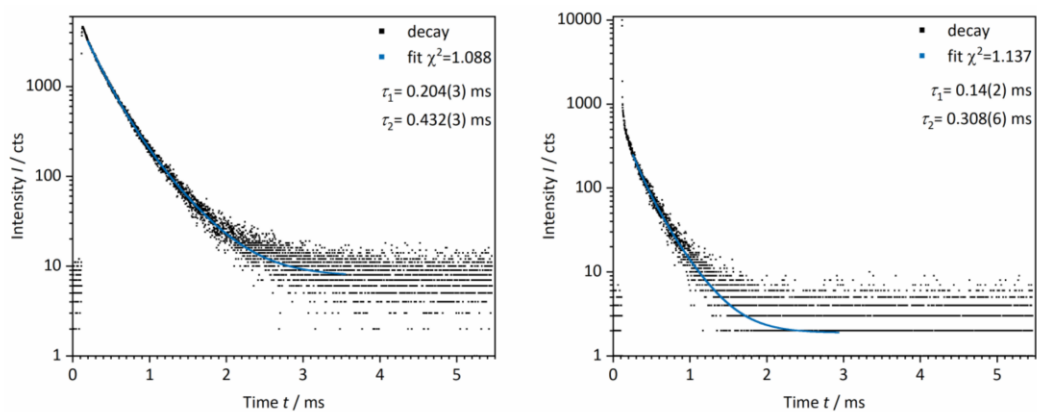 decay
fit χ²=1.088
τ₁= 0.204(3) ms
τ₂= 0.432(3) ms
1000
100
10
1
Intensity I / cts
0 1 2 3 4 5
Time t / ms
10000
decay
fit χ²=1.137
τ₁= 0.14(2) ms
τ₂= 0.308(6) ms
1000
100
10
1
Intensity I / cts
0 1 2 3 4 5
Time t / ms